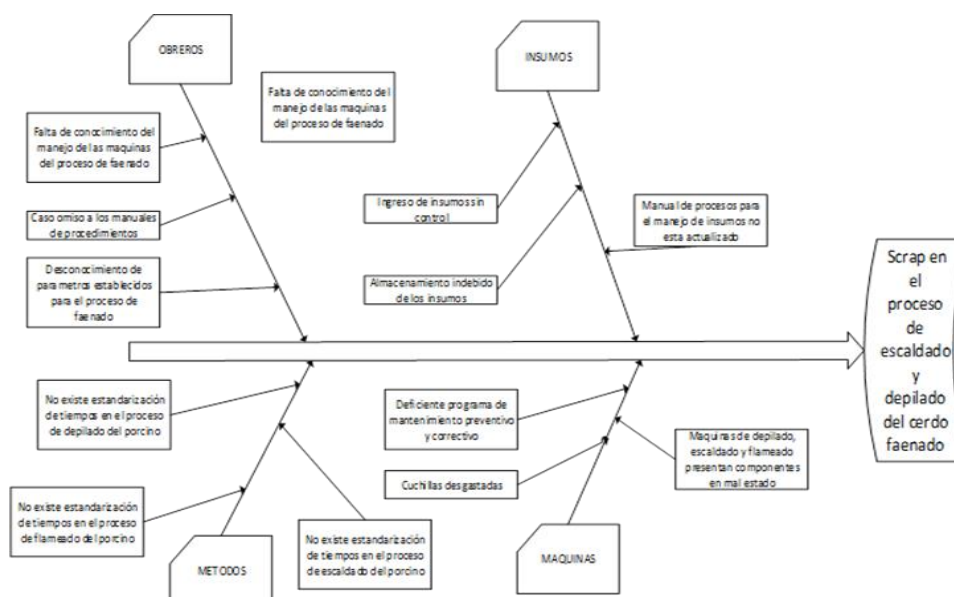 OBREROS
Falta de conocimiento del
manejo de las maquinas
del proceso de faenado
Falta de conocimiento del
manejo de las maquinas
del proceso de faenado
Caso omiso a los manuales
de procedimientos
Desconocimiento de
parametros establecidos
para el proceso de
faenado
INSUMOS
Ingreso de insumos sin
control
Almacenamiento indebido
de los insumos
Manual de procesos para
el manejo de insumos no
esta actualizado
Scrap en
el
proceso
de
escaldado
y
depilado
del cerdo
faenado
No existe estandarización
de tiempos en el proceso
de depilado del porcino
No existe estandarización
de tiempos en el proceso
de flameado del porcino
No existe estandarización
de tiempos en el proceso
de escaldado del porcino
METODOS
Deficiente programa de
mantenimiento preventivo
y correctivo
Cuchillas desgastadas
Maquinas de depilado,
escaldado y flameado
presentan componentes
en mal estado
MAQUINAS